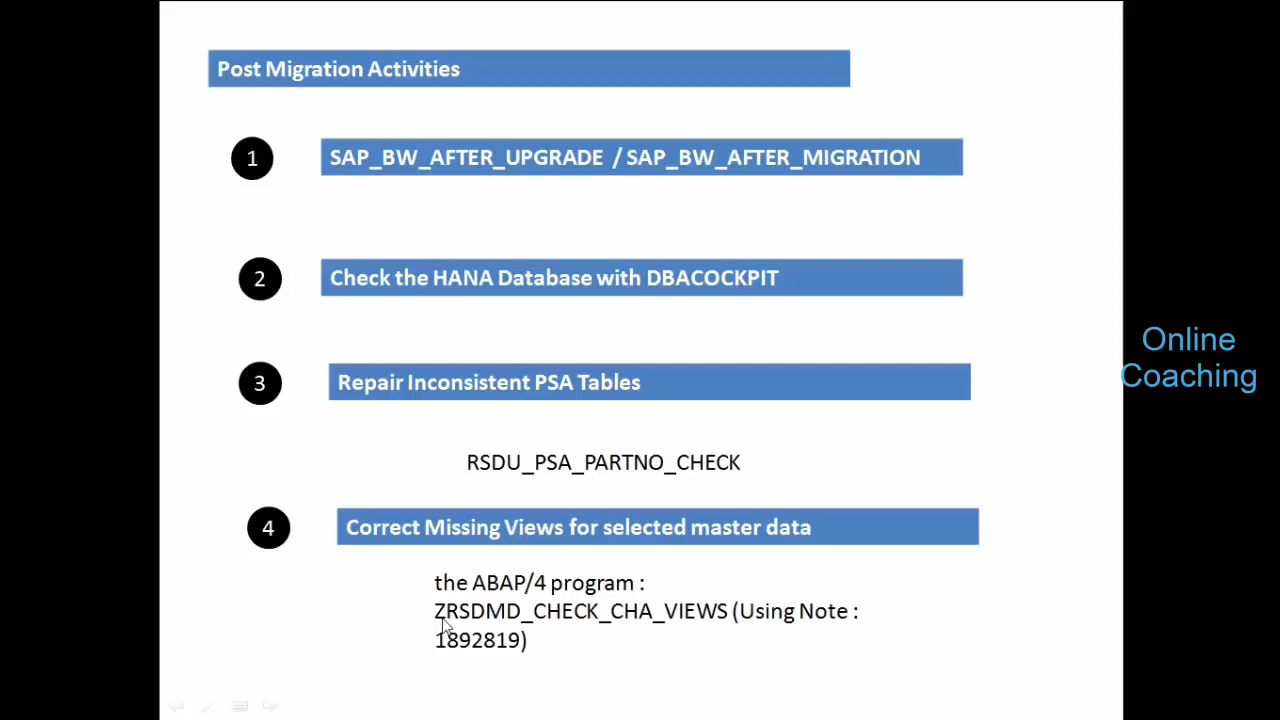 Post Migration Activities
1
SAP_BW_AFTER_UPGRADE / SAP_BW_AFTER_MIGRATION
2
Check the HANA Database with DBACOCKPIT
3
Repair Inconsistent PSA Tables
RSDU_PSA_PARTNO_CHECK
4
Correct Missing Views for selected master data
the ABAP/4 program :
ZRSDMD_CHECK_CHA_VIEWS (Using Note :
1892819)
Online
Coaching